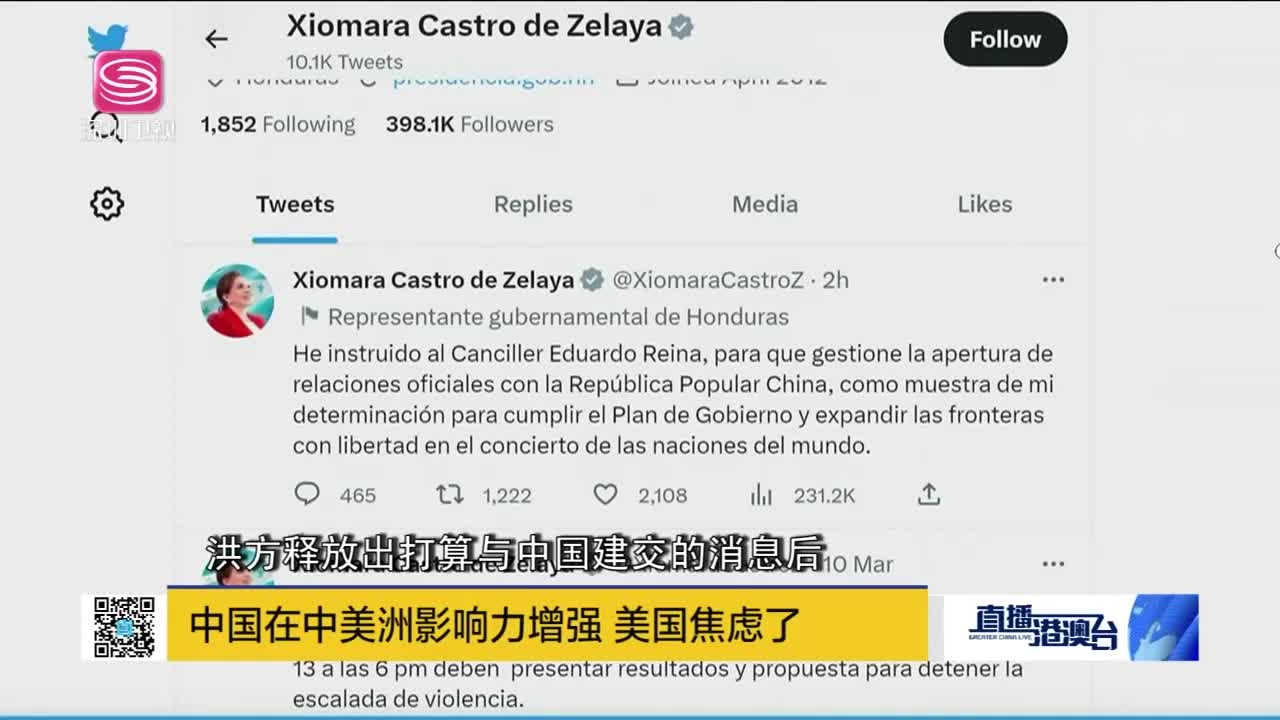 Xiomara Castro de Zelaya
10.1K Tweets
Honduras presidencia.gob.hn Joined April 2012
深圳卫视
1,852 Following 398.1K Followers
Follow
Tweets Replies Media Likes
Xiomara Castro de Zelaya @XiomaraCastroZ · 2h
Representante gubernamental de Honduras
He instruido al Canciller Eduardo Reina, para que gestione la apertura de
relaciones oficiales con la República Popular China, como muestra de mi
determinación para cumplir el Plan de Gobierno y expandir las fronteras
con libertad en el concierto de las naciones del mundo.
465 1,222 2,108 231.2K
洪方释放出打算与中国建交的消息后
10 Mar
中国在中美洲影响力增强 美国焦虑了
直播港澳台
GREATER CHINA LIVE
13 a las 6 pm deben presentar resultados y propuesta para detener la
escalada de violencia.